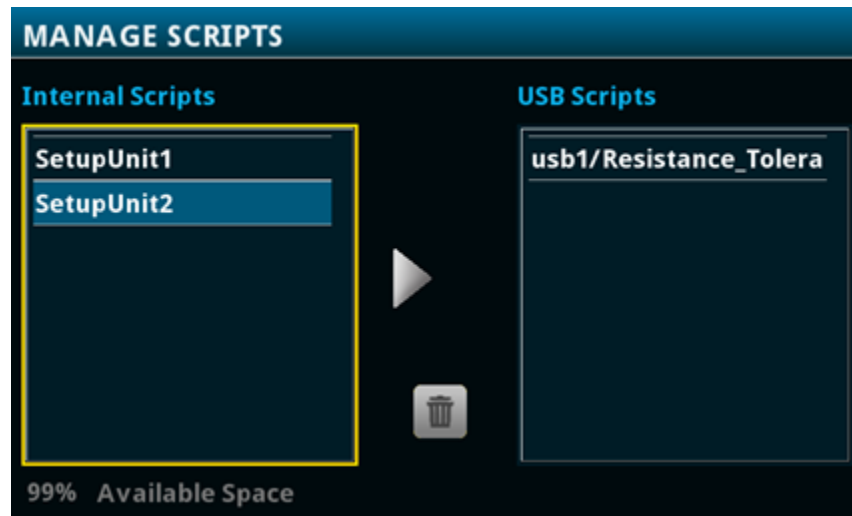 MANAGE SCRIPTS
Internal Scripts
USB Scripts
SetupUnit1
usb1/Resistance_Tolera
SetupUnit2
99% Available Space